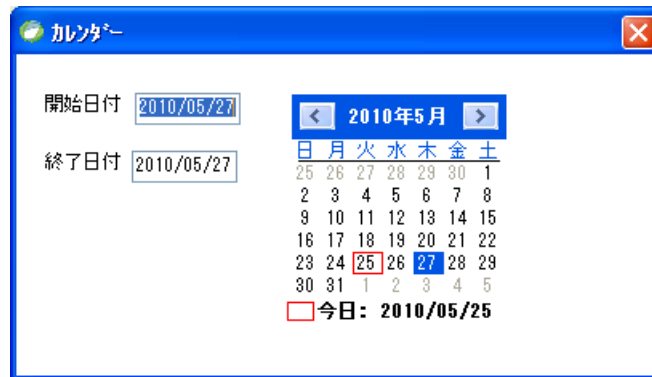 カレンダー
開始日付 2010/05/27
終了日付 2010/05/27
< 2010年5月 >
日 月 火 水 木 金 土
25 26 27 28 29 30 1
2 3 4 5 6 7 8
9 10 11 12 13 14 15
16 17 18 19 20 21 22
23 24 25 26 27 28 29
30 31 1 2 3 4 5
今日: 2010/05/25